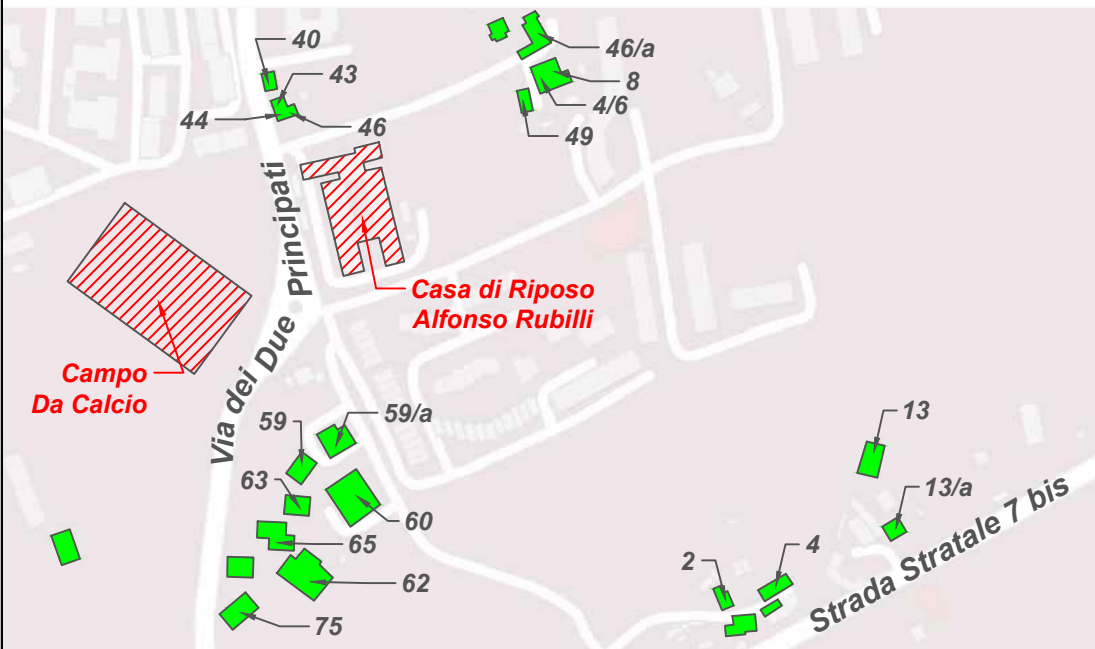 40
43
44
46
46/a
8
4/6
49
Via dei Due Principati
Casa di Riposo
Alfonso Rubilli
Campo
Da Calcio
59
59/a
63
60
65
62
75
13
13/a
2
4
Strada Stratale 7 bis